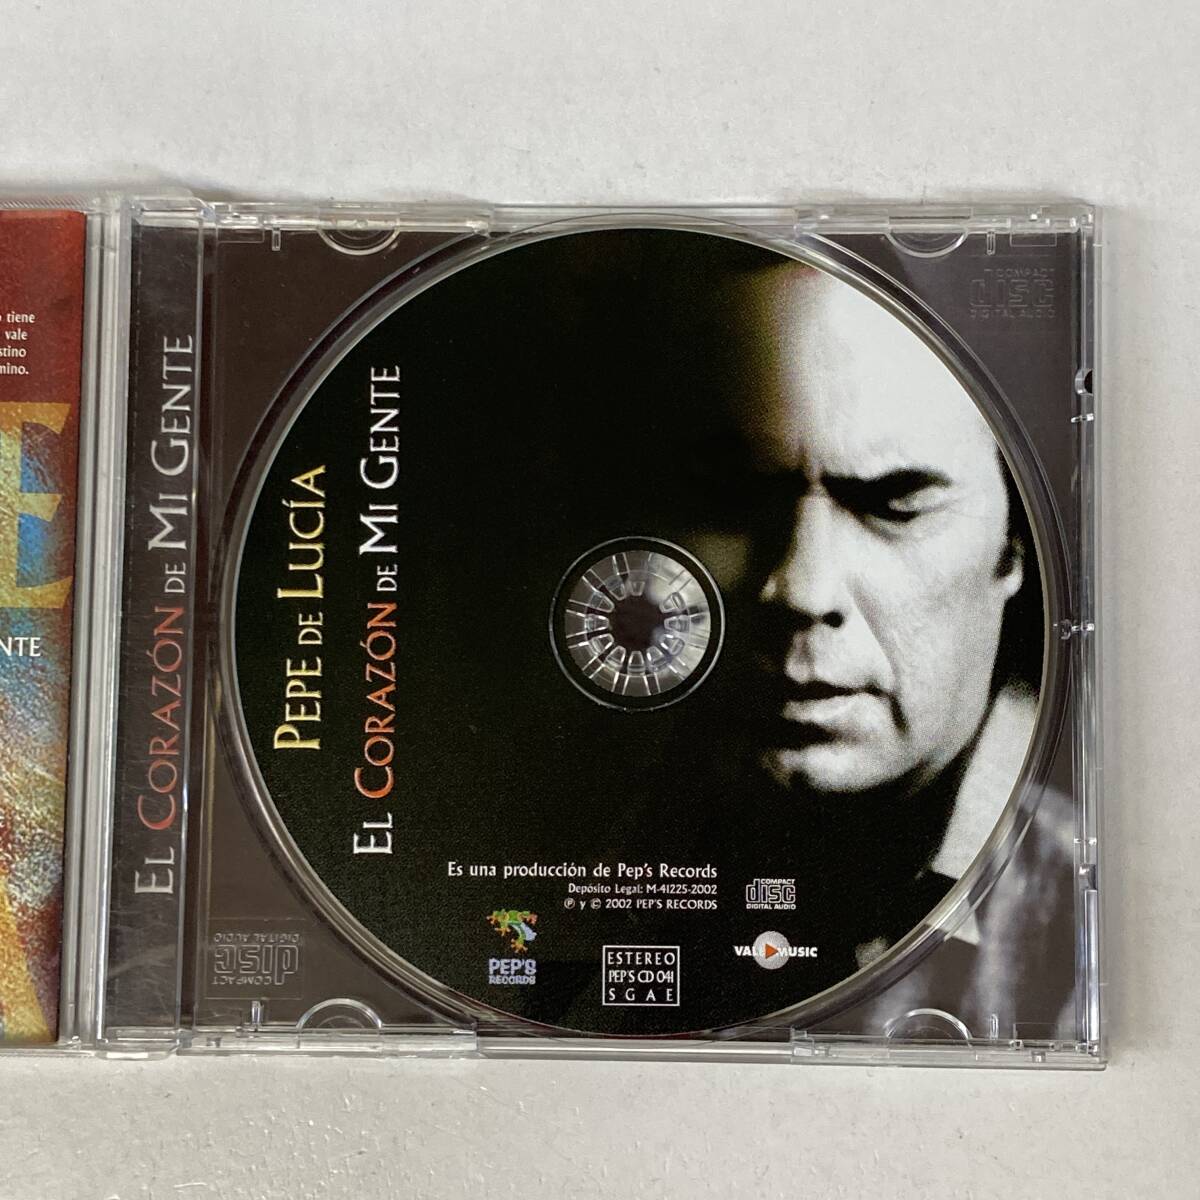 o tiene
vale
stino
mino.
E
NTE
EL CORAZÓN DE MI GENTE
PEPE DE LUCÍA
EL CORAZÓN DE MI GENTE
Es una producción de Pep's Records
Depósito Legal: M-41225-2002
℗ y © 2002 PEP'S RECORDS
COMPACT
disc
DIGITAL AUDIO
PEP'S
RECORDS
ESTEREO
PEP'S CD 041
SGAE
VALE MUSIC
COMPACT
disc
DIGITAL AUDIO
COMPACT
disc
DIGITAL AUDIO